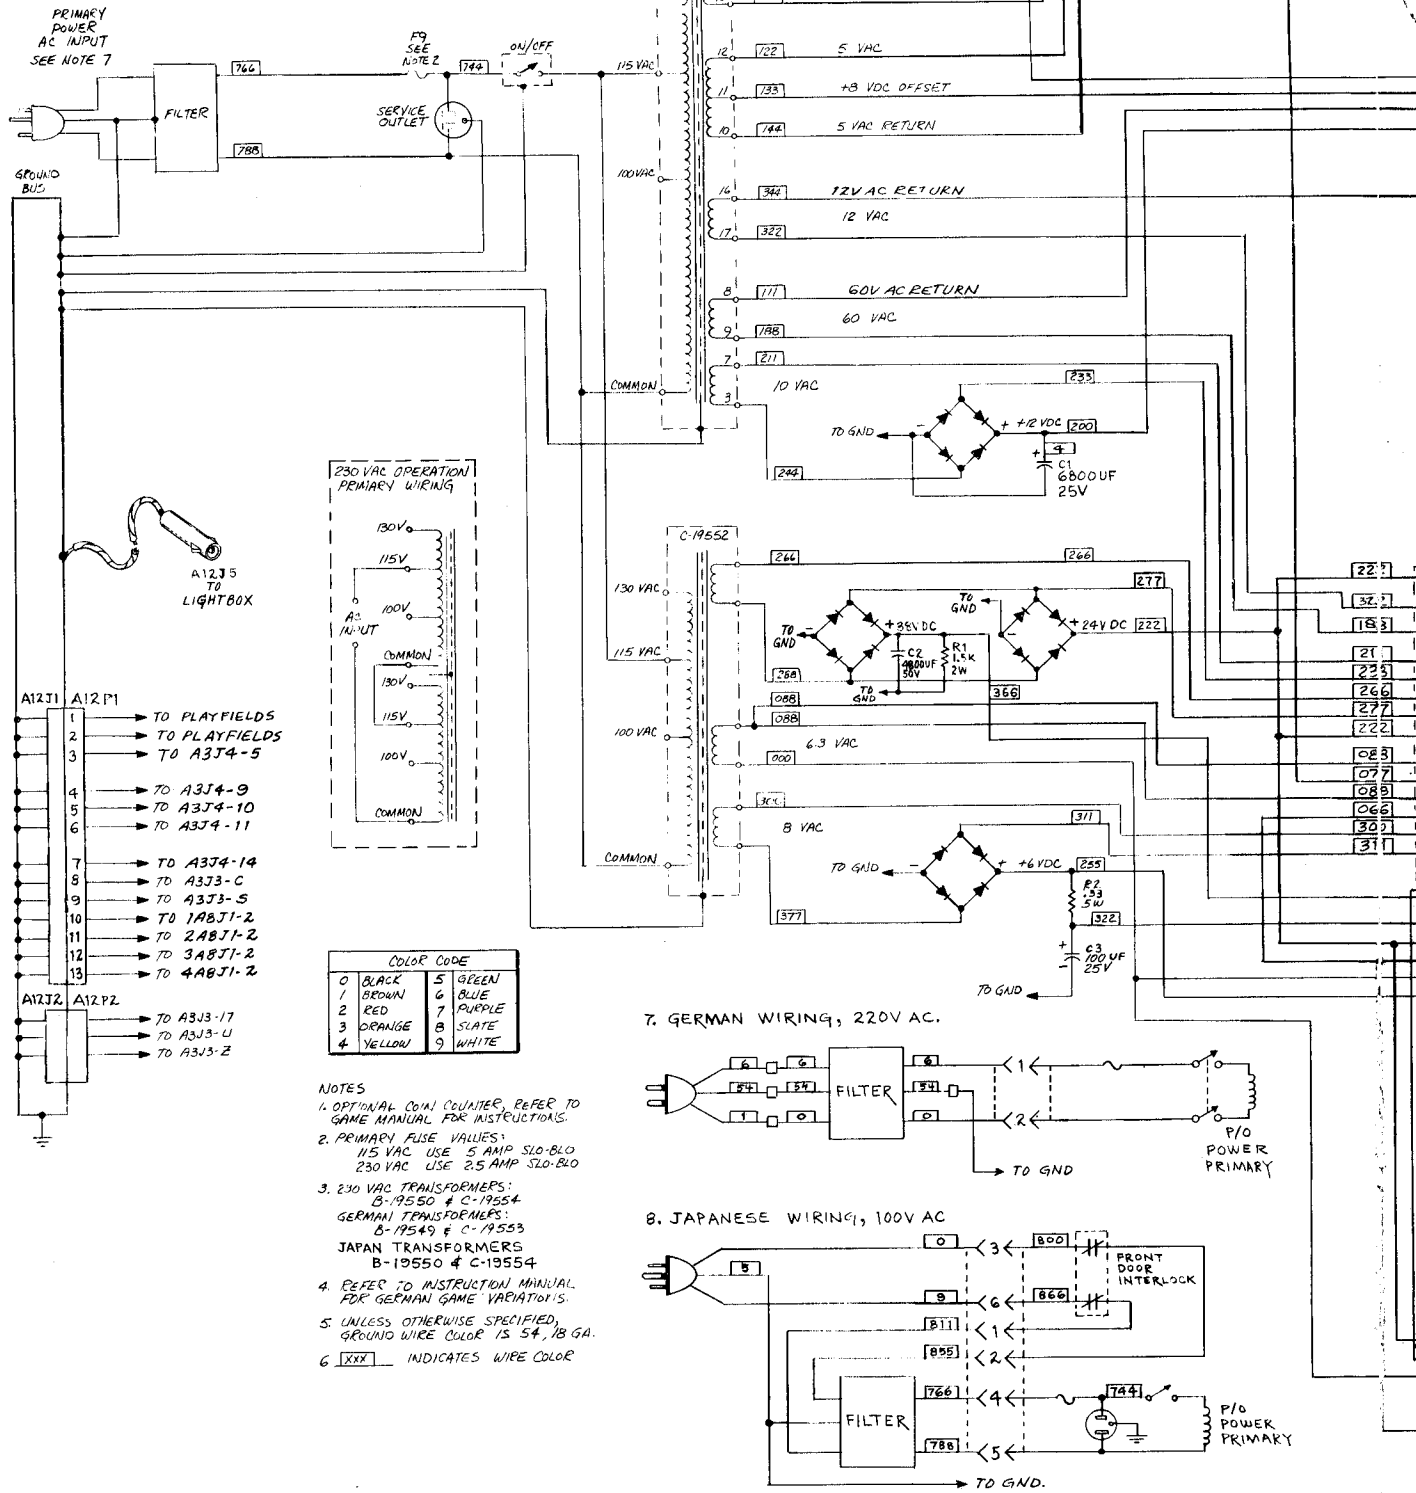 PRIMARY
POWER
AC INPUT
SEE NOTE 7
FILTER
766
788
F9
SEE
NOTE 2
744
ON/OFF
SERVICE
OUTLET
GROUND
BUS
115 VAC
100 VAC
COMMON
12
122
5 VAC
11
133
+8 VDC OFFSET
10
144
5 VAC RETURN
16
344
12V AC RETURN
12 VAC
17
322
8
111
60V AC RETURN
60 VAC
9
188
7
211
10 VAC
3
244
233
TO GND
-
+
+12 VDC
200
+
4
C1
6800UF
25V
230 VAC OPERATION
PRIMARY WIRING
130V
115V
100V
COMMON
130V
115V
100V
COMMON
AC
A12J5
TO
LIGHTBOX
C-19552
130 VAC
115 VAC
100 VAC
COMMON
266
266
277
TO
GND
-
+
38V DC
C2
50V
R1
1.5K
2W
TO
GND
TO
GND
-
+
24V DC
222
288
366
088
088
6.3 VAC
000
8 VAC
377
311
TO GND
-
+
+6 VDC
255
R2
.33
5W
322
+
-
C3
100 UF
25V
TO GND
266
277
222
077
088
066
300
A12J1
A12P1
1 TO PLAYFIELDS
2 TO PLAYFIELDS
3 TO A3J4-5
4 TO A3J4-9
5 TO A3J4-10
6 TO A3J4-11
7 TO A3J4-14
8 TO A3J3-C
9 TO A3J3-S
10 TO 1A8J1-2
11 TO 2A8J1-2
12 TO 3A8J1-2
13 TO 4A8J1-2
A12J2
A12P2
TO A3J3-17
TO A3J3-U
TO A3J3-Z
COLOR CODE
0 BLACK 5 GREEN
1 BROWN 6 BLUE
2 RED 7 PURPLE
3 ORANGE 8 SLATE
4 YELLOW 9 WHITE
NOTES
1. OPTIONAL COIN COUNTER, REFER TO
GAME MANUAL FOR INSTRUCTIONS.
2. PRIMARY FUSE VALUES:
115 VAC USE 5 AMP SLO-BLO
230 VAC USE 2.5 AMP SLO-BLO
3. 230 VAC TRANSFORMERS:
B-19550 & C-19554
GERMAN TRANSFORMERS:
B-19549 & C-19553
JAPAN TRANSFORMERS
B-19550 & C-19554
4. REFER TO INSTRUCTION MANUAL
FOR GERMAN GAME VARIATIONS.
5. UNLESS OTHERWISE SPECIFIED,
GROUND WIRE COLOR IS 54, 18 GA.
6 XXX INDICATES WIRE COLOR
7. GERMAN WIRING, 220V AC.
6
6
6
1
54
54
FILTER
54
1
0
0
2
TO GND
P/O
POWER
PRIMARY
8. JAPANESE WIRING, 100V AC
0
3
800
5
FRONT
DOOR
INTERLOCK
9
6
866
811
1
855
2
FILTER
766
4
744
788
5
P/O
POWER
PRIMARY
TO GND.